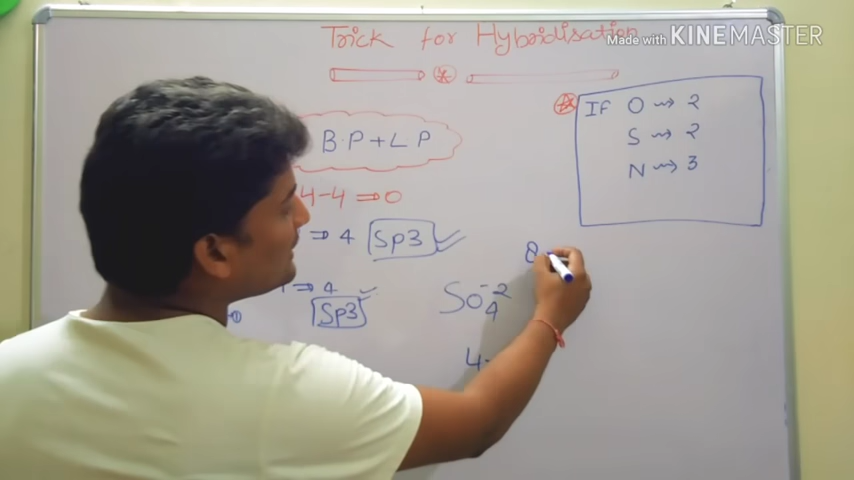 Trick for Hybridisation
Made with KINEMASTER
B.P + L P
IF O ⇝ 2
S ⇝ 2
N ⇝ 3
4-4 ⇒ 0
⇒ 4 Sp3
⇒ 4
Sp3
SO4-2
8
4-